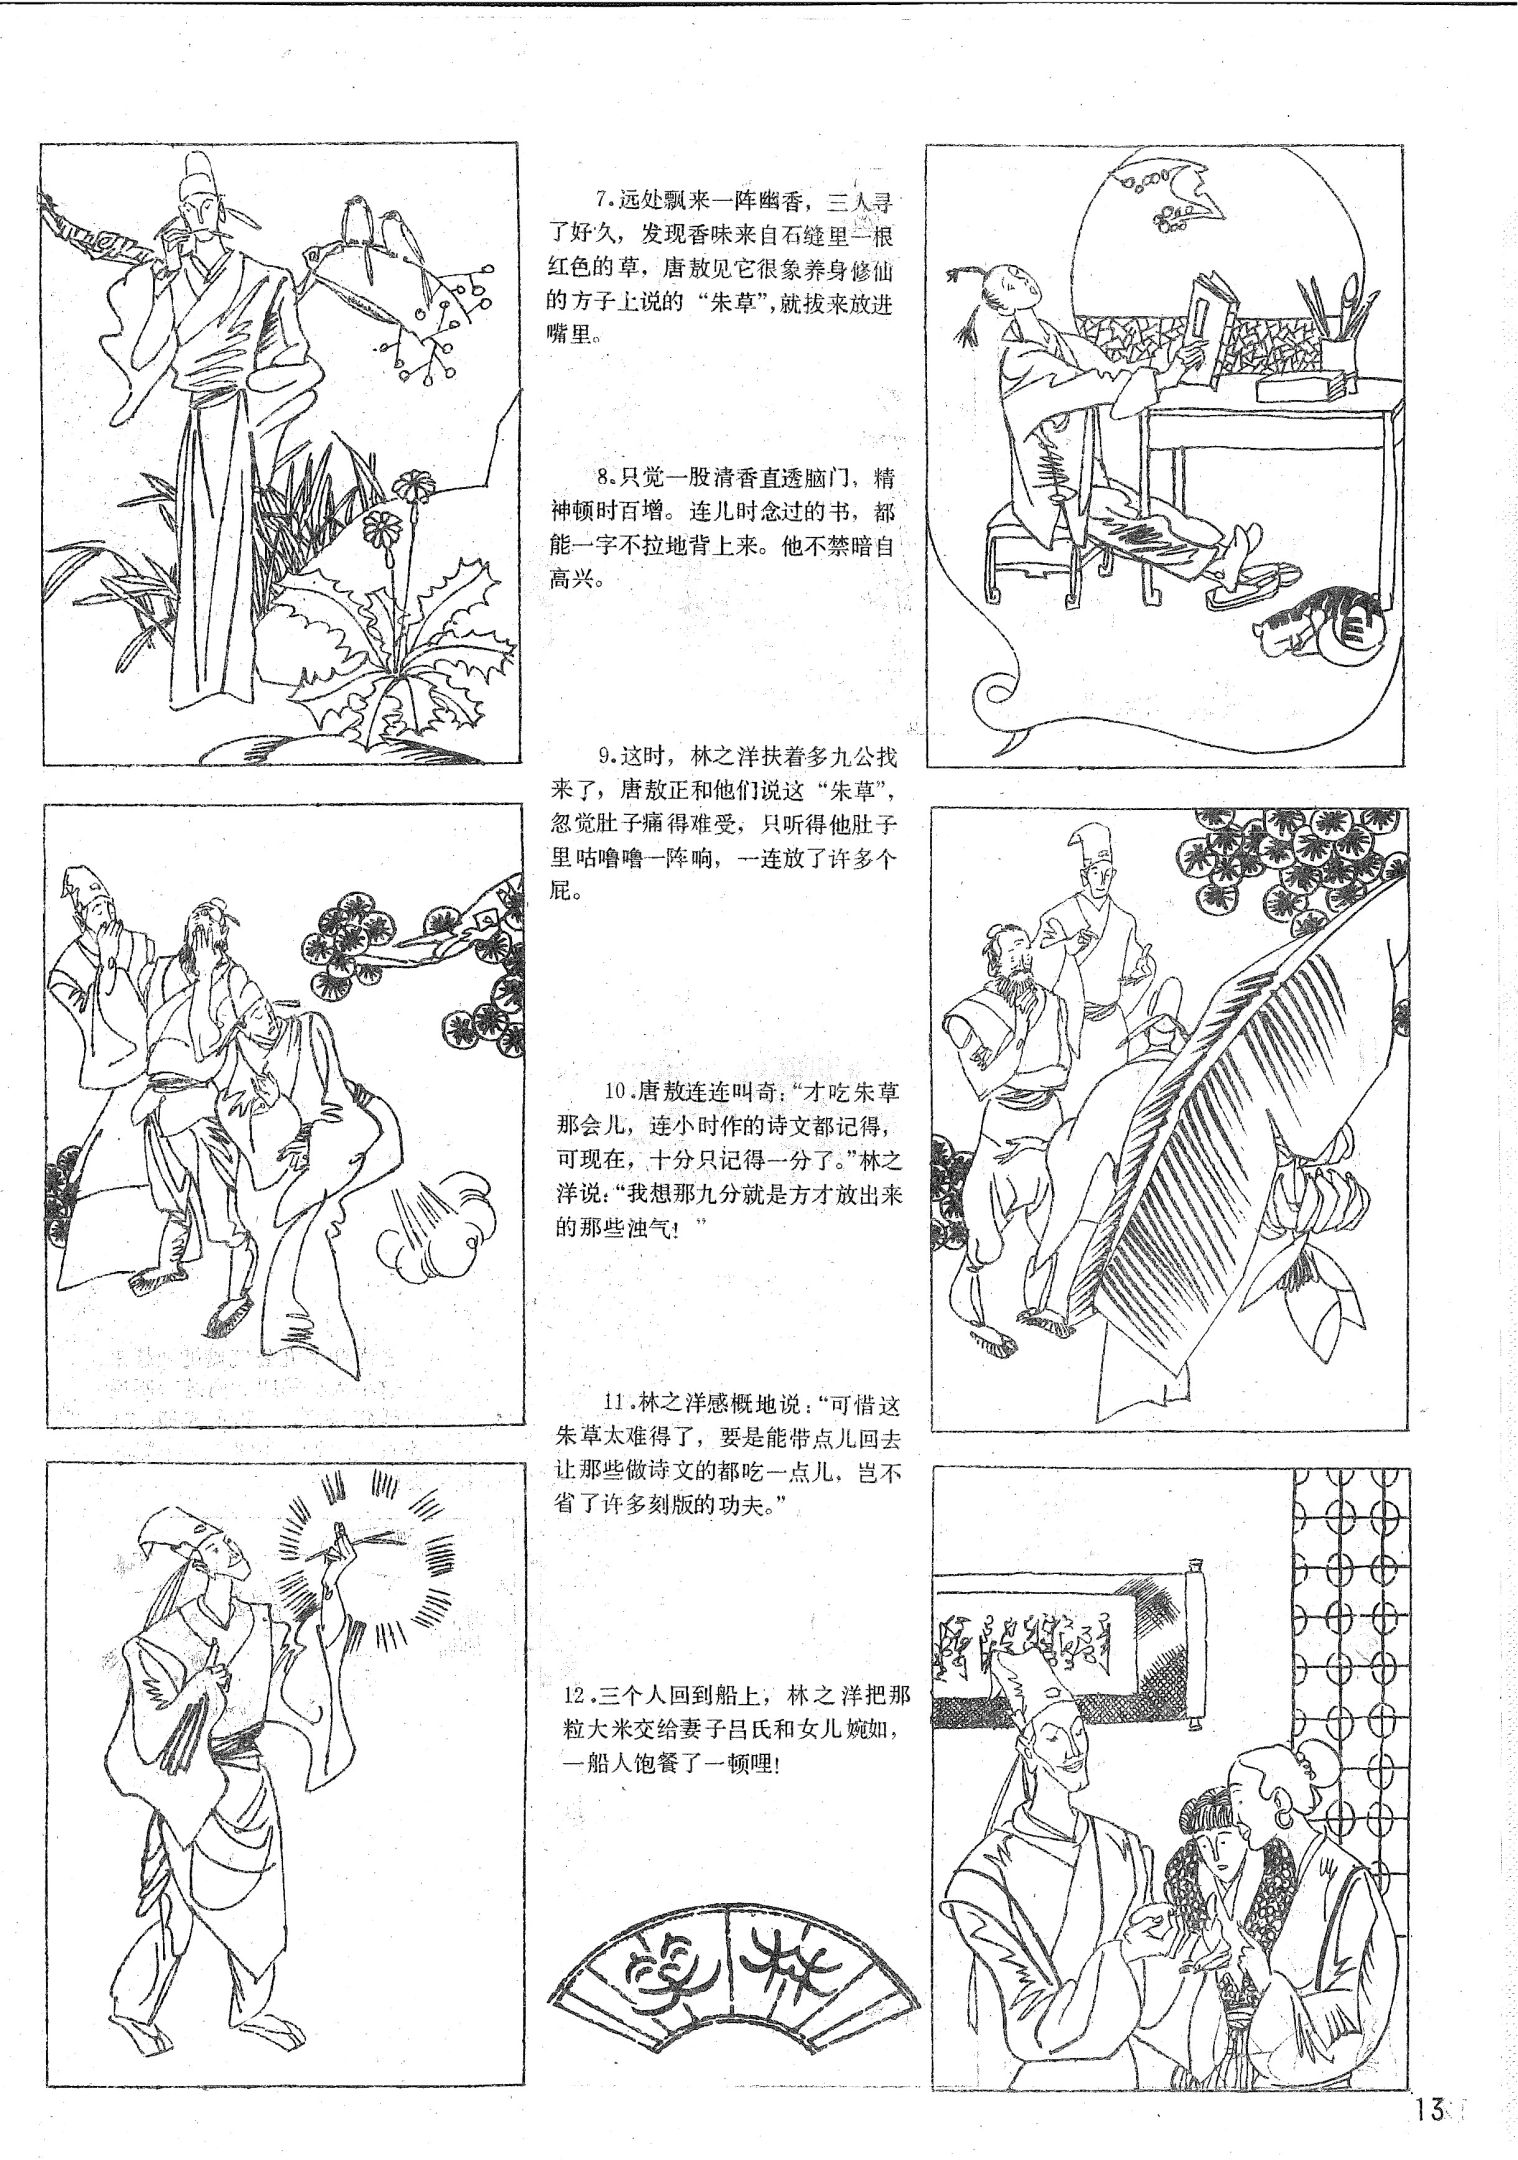 7.远处飘来一阵幽香，三人寻
了好久，发现香味来自石缝里一根
红色的草，唐敖见它很象养身修仙
的方子上说的“朱草”，就拔来放进
嘴里。
8.只觉一股清香直透脑门，精
神顿时百增。连儿时念过的书，都
能一字不拉地背上来。他不禁暗自
高兴。
9.这时，林之洋扶着多九公找
来了，唐敖正和他们说这“朱草”，
忽觉肚子痛得难受，只听得他肚子
里咕噜噜一阵响，一连放了许多个
屁。
10.唐敖连连叫奇：“才吃朱草
那会儿，连小时作的诗文都记得，
可现在，十分只记得一分了。”林之
洋说：“我想那九分就是方才放出来
的那些浊气！”
11.林之洋感概地说：“可惜这
朱草太难得了，要是能带点儿回去
让那些做诗文的都吃一点儿，岂不
省了许多刻版的功夫。”
12.三个人回到船上，林之洋把那
粒大米交给妻子吕氏和女儿婉如，
一船人饱餐了一顿哩！
笑林
13